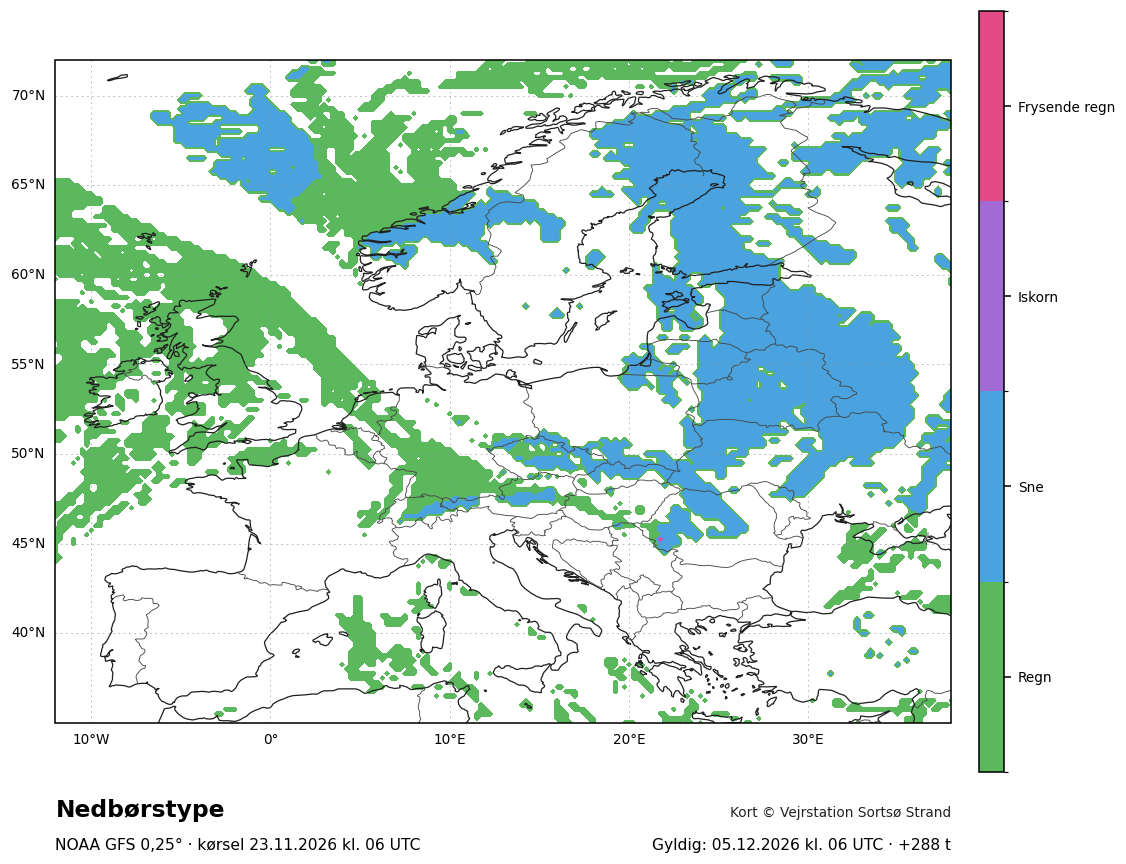 70°N
65°N
60°N
55°N
50°N
45°N
40°N
10°W
0°
10°E
20°E
30°E
Frysende regn
Iskorn
Sne
Regn
Nedbørstype
Kort © Vejrstation Sortsø Strand
NOAA GFS 0,25° · kørsel 23.11.2026 kl. 06 UTC
Gyldig: 05.12.2026 kl. 06 UTC · +288 t